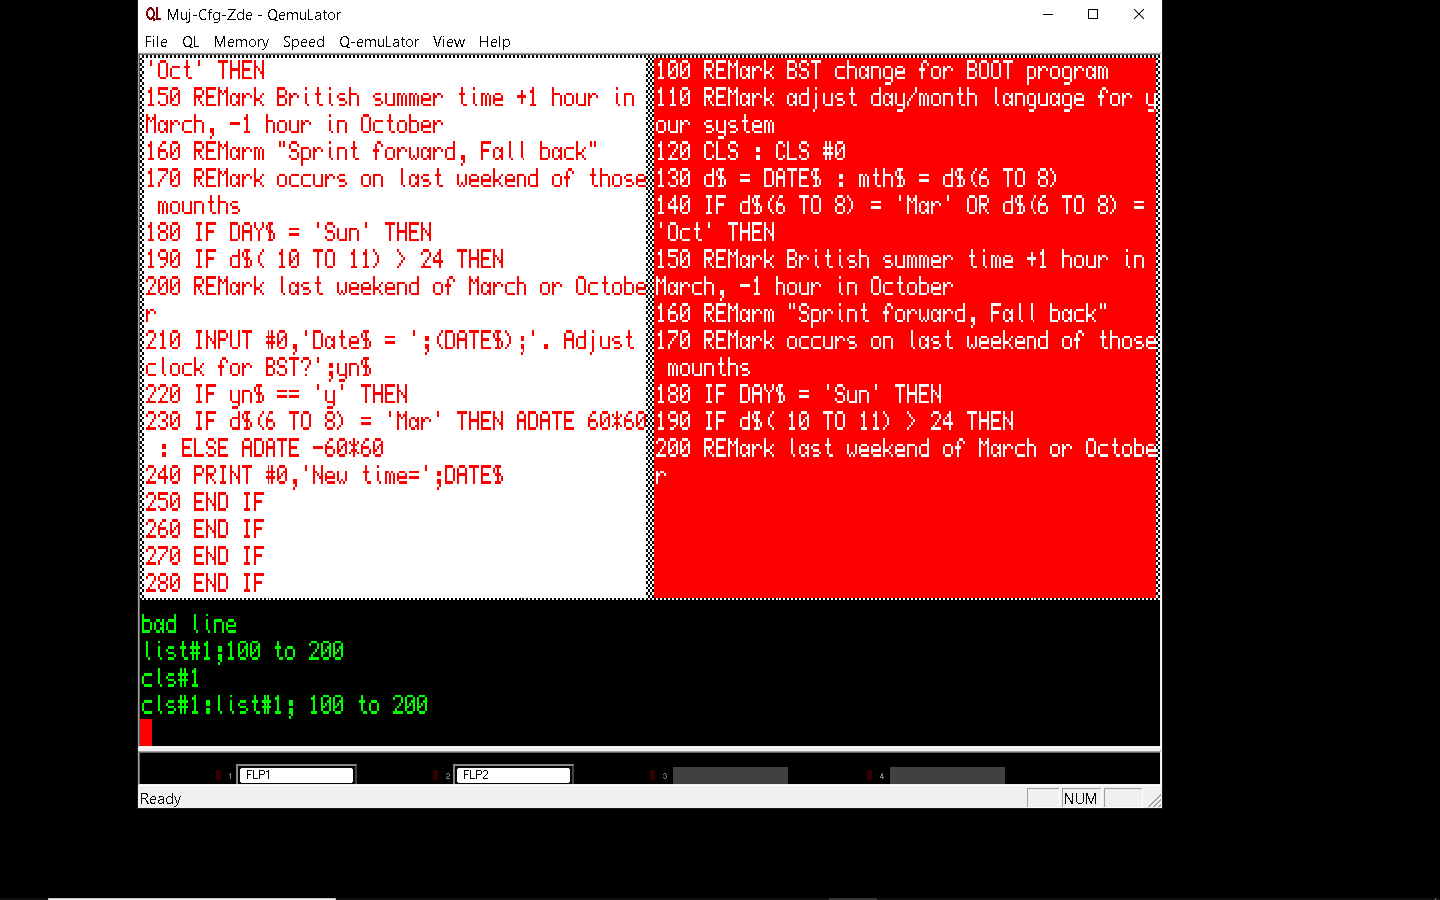 QL Muj-Cfg-Zde - QemuLator
File QL Memory Speed Q-emuLator View Help
'Oct' THEN
150 REMark British summer time +1 hour in
March, -1 hour in October
160 REMarm "Sprint forward, Fall back"
170 REMark occurs on last weekend of those
mounths
180 IF DAY$ = 'Sun' THEN
190 IF d$( 10 TO 11) > 24 THEN
200 REMark last weekend of March or Octobe
r
210 INPUT #0,'Date$ = ';(DATE$);'. Adjust
clock for BST?';yn$
220 IF yn$ == 'y' THEN
230 IF d$(6 TO 8) = 'Mar' THEN ADATE 60*60
: ELSE ADATE -60*60
240 PRINT #0,'New time=';DATE$
250 END IF
260 END IF
270 END IF
280 END IF
100 REMark BST change for BOOT program
110 REMark adjust day/month language for y
our system
120 CLS : CLS #0
130 d$ = DATE$ : mth$ = d$(6 TO 8)
140 IF d$(6 TO 8) = 'Mar' OR d$(6 TO 8) =
'Oct' THEN
150 REMark British summer time +1 hour in
March, -1 hour in October
160 REMarm "Sprint forward, Fall back"
170 REMark occurs on last weekend of those
mounths
180 IF DAY$ = 'Sun' THEN
190 IF d$( 10 TO 11) > 24 THEN
200 REMark last weekend of March or Octobe
r
bad line
list#1;100 to 200
cls#1
cls#1:list#1; 100 to 200
1 FLP1 2 FLP2 3 4
Ready NUM